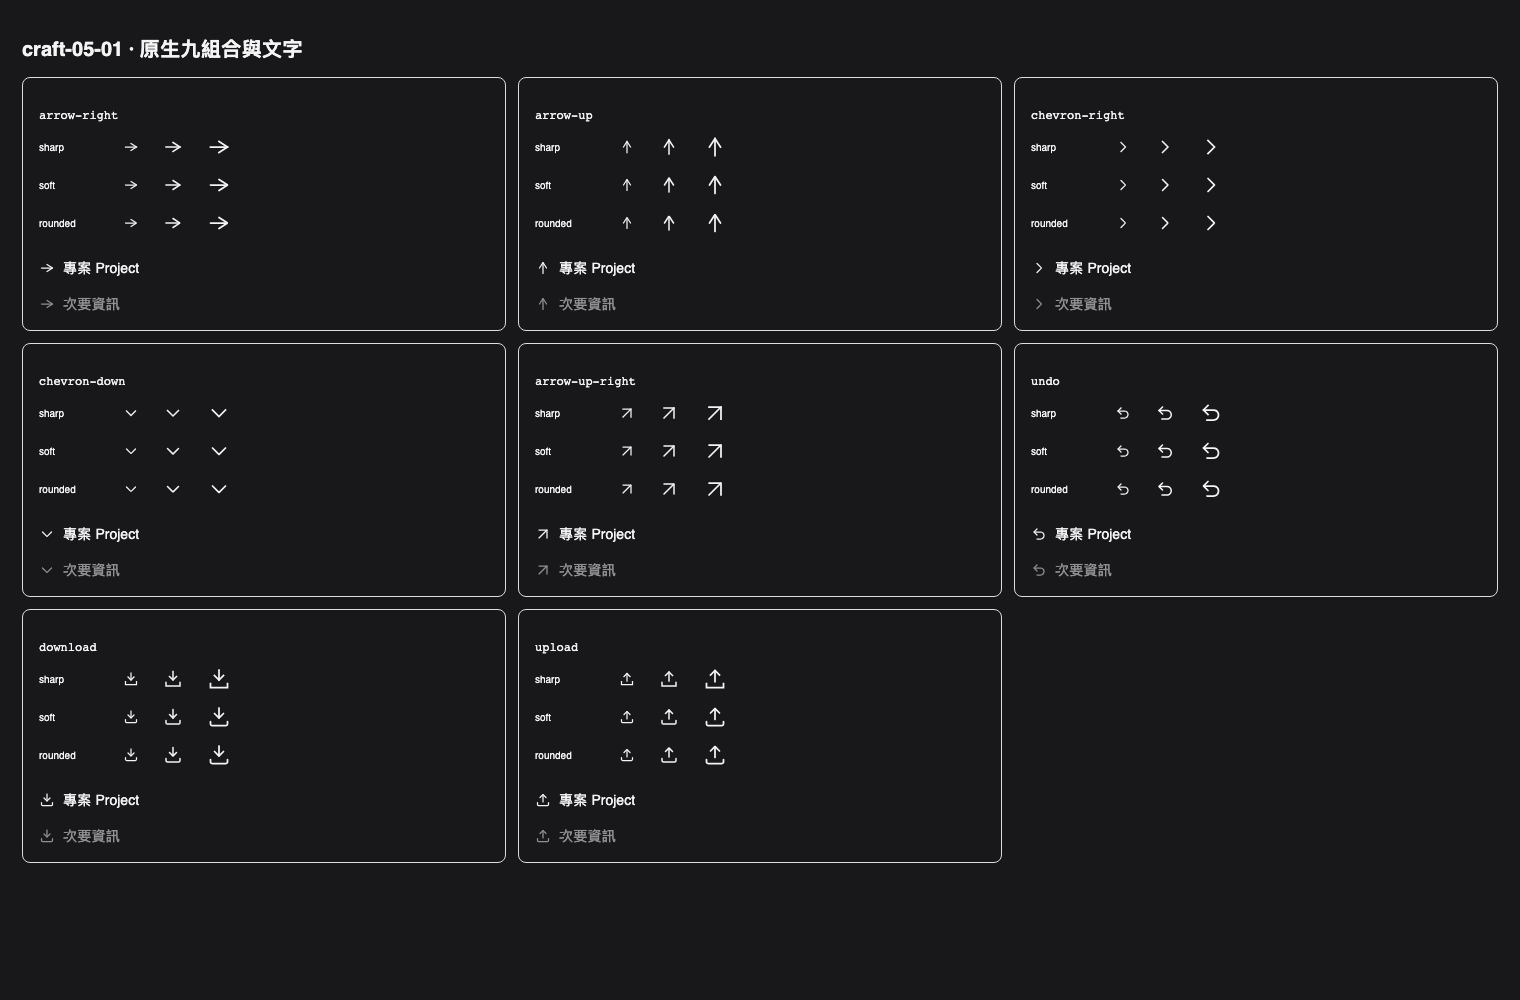 craft-05-01 · 原生九組合與文字
arrow-right
sharp
soft
rounded
專案 Project
次要資訊
arrow-up
sharp
soft
rounded
專案 Project
次要資訊
chevron-right
sharp
soft
rounded
專案 Project
次要資訊
chevron-down
sharp
soft
rounded
專案 Project
次要資訊
arrow-up-right
sharp
soft
rounded
專案 Project
次要資訊
undo
sharp
soft
rounded
專案 Project
次要資訊
download
sharp
soft
rounded
專案 Project
次要資訊
upload
sharp
soft
rounded
專案 Project
次要資訊